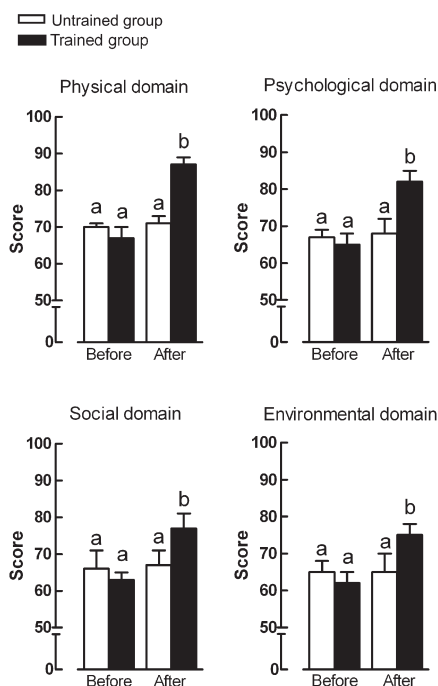 Untrained group
Trained group
Physical domain
Psychological domain
100
90
80
70
60
50
0
Score
a
a
a
b
Before
After
100
90
80
70
60
50
0
Score
a
a
a
b
Before
After
Social domain
Environmental domain
100
90
80
70
60
50
0
Score
a
a
a
b
Before
After
100
90
80
70
60
50
0
Score
a
a
a
b
Before
After